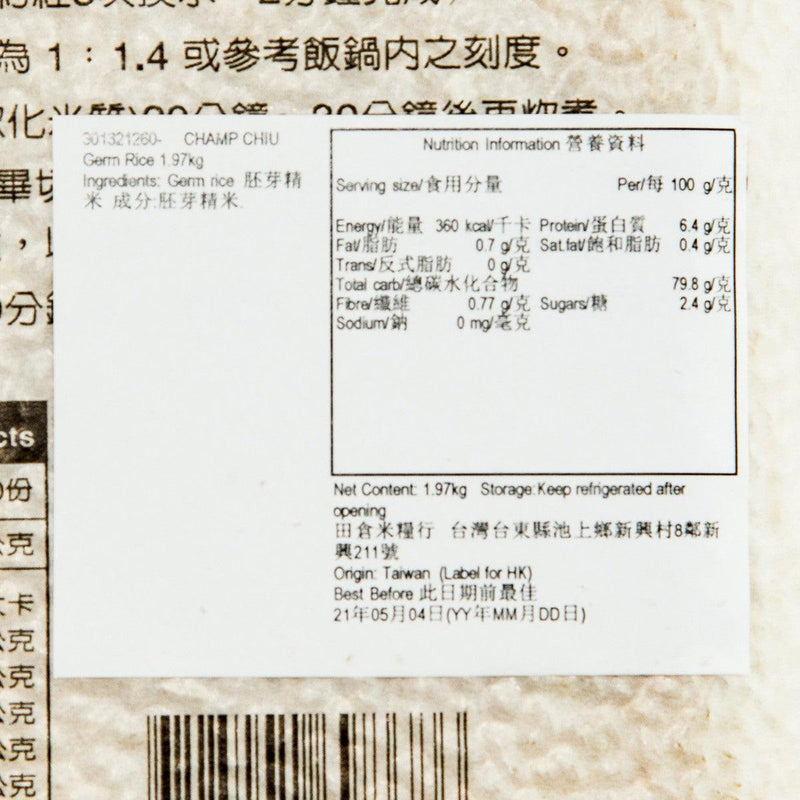 為 1：1.4 或參考飯鍋內之刻度。
301321260- CHAMP CHIU
Germ Rice 1.97kg
Ingredients: Germ rice 胚芽精
米 成分:胚芽精米.
Nutrition Information 營養資料
Serving size/食用分量 Per/每 100 g/克
Energy/能量 360 kcal/千卡 Protein/蛋白質 6.4 g/克
Fat/脂肪 0.7 g/克 Sat.fat/飽和脂肪 0.4 g/克
Trans/反式脂肪 0 g/克
Total carb/總碳水化合物 79.8 g/克
Fibre/纖維 0.77 g/克 Sugars/糖 2.4 g/克
Sodium/鈉 0 mg/毫克
Net Content: 1.97kg Storage:Keep refrigerated after
opening
田倉米糧行 台灣台東縣池上鄉新興村8鄰新
興211號
Origin: Taiwan (Label for HK)
Best Before 此日期前最佳
21年05月04日(YY年MM月DD日)
cts
份
公克
大卡
公克
公克
公克
公克
公克